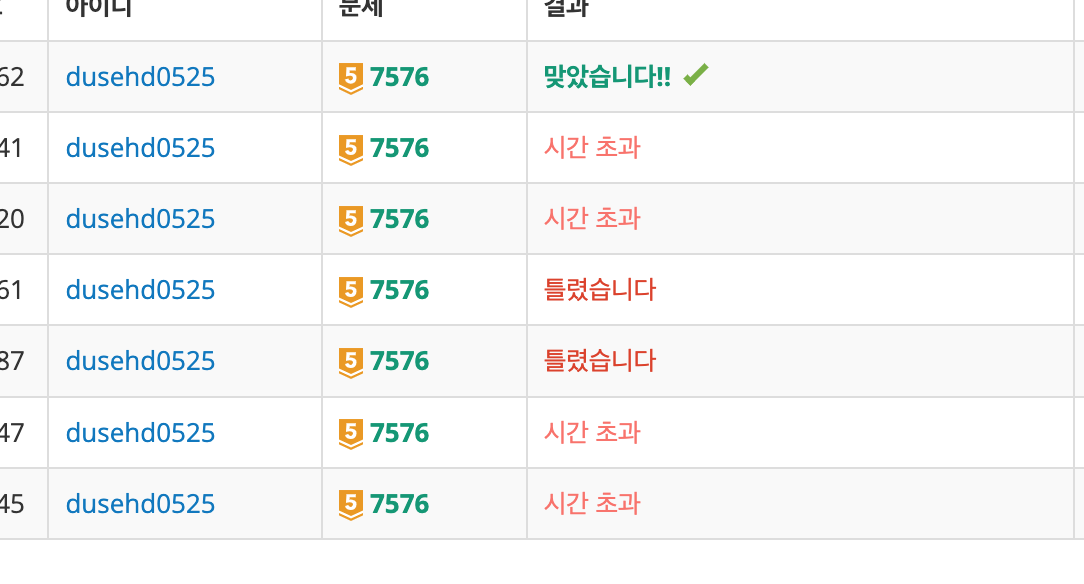 아이디 문제 결과
62 dusehd0525 5 7576 맞았습니다!!
41 dusehd0525 5 7576 시간 초과
20 dusehd0525 5 7576 시간 초과
61 dusehd0525 5 7576 틀렸습니다
87 dusehd0525 5 7576 틀렸습니다
47 dusehd0525 5 7576 시간 초과
45 dusehd0525 5 7576 시간 초과